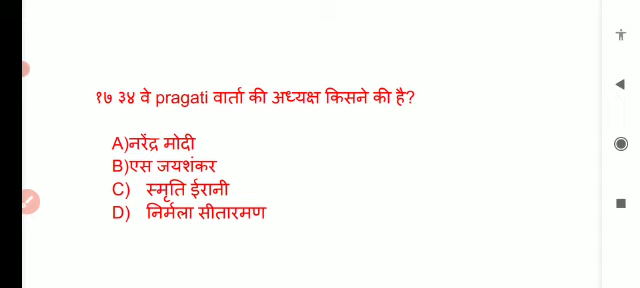 १७ ३४ वे pragati वार्ता की अध्यक्ष किसने की है?
A)नरेंद्र मोदी
B)एस जयशंकर
C) स्मृति ईरानी
D) निर्मला सीतारमण